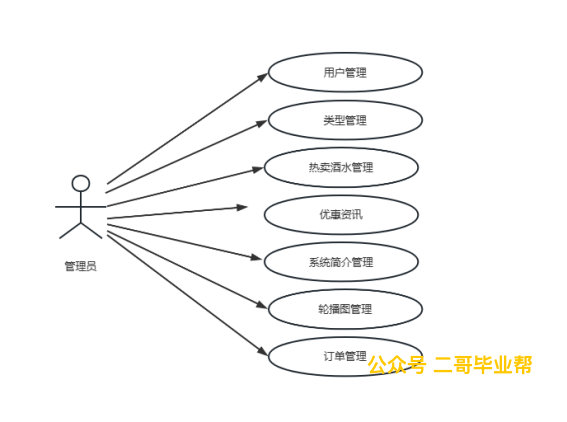 用户管理
类型管理
热卖酒水管理
优惠资讯
系统简介管理
管理员
轮播图管理
订单管理
公众号 二哥毕业帮